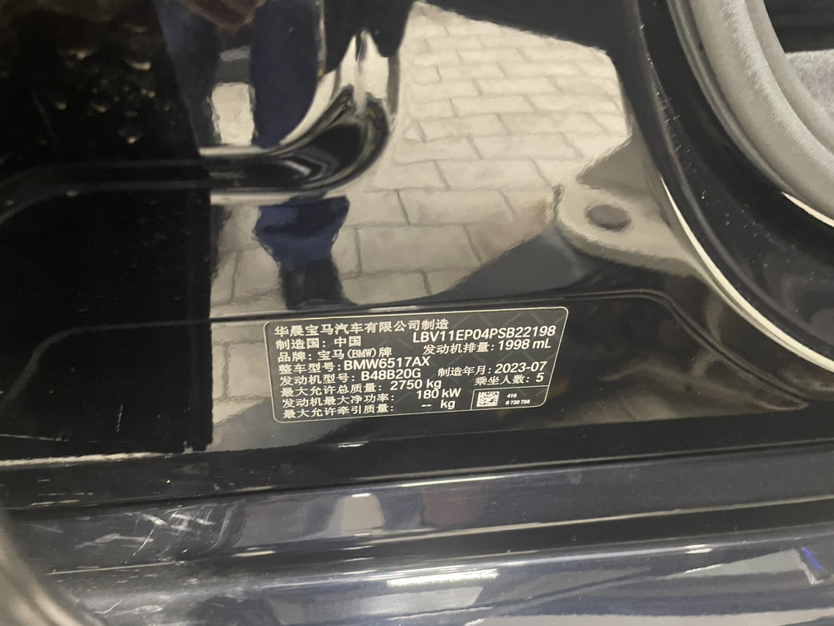 华晨宝马汽车有限公司制造
制造国: 中国 LBV11EP04PSB22198
品牌: 宝马(BMW)牌 发动机排量: 1998 mL
整车型号: BMW6517AX
发动机型号: B48B20G 制造年月: 2023-07
最大允许总质量: 2750 kg 乘坐人数: 5
发动机最大净功率: 180 kW
最大允许牵引质量: -- kg